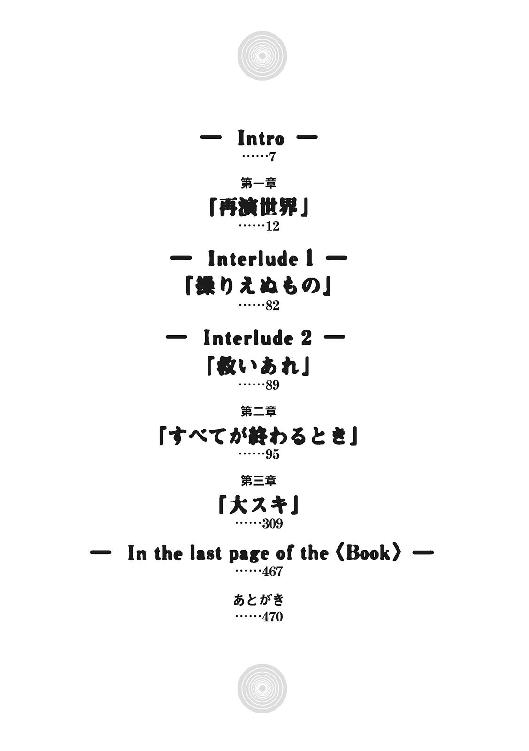 — Intro —
……7
第一章
「再演世界」
……12
— Interlude 1 —
「操りえぬもの」
……82
— Interlude 2 —
「救いあれ」
……89
第二章
「すべてが終わるとき」
……95
第三章
「大スキ」
……309
— In the last page of the〈Book〉—
……467
あとがき
……470